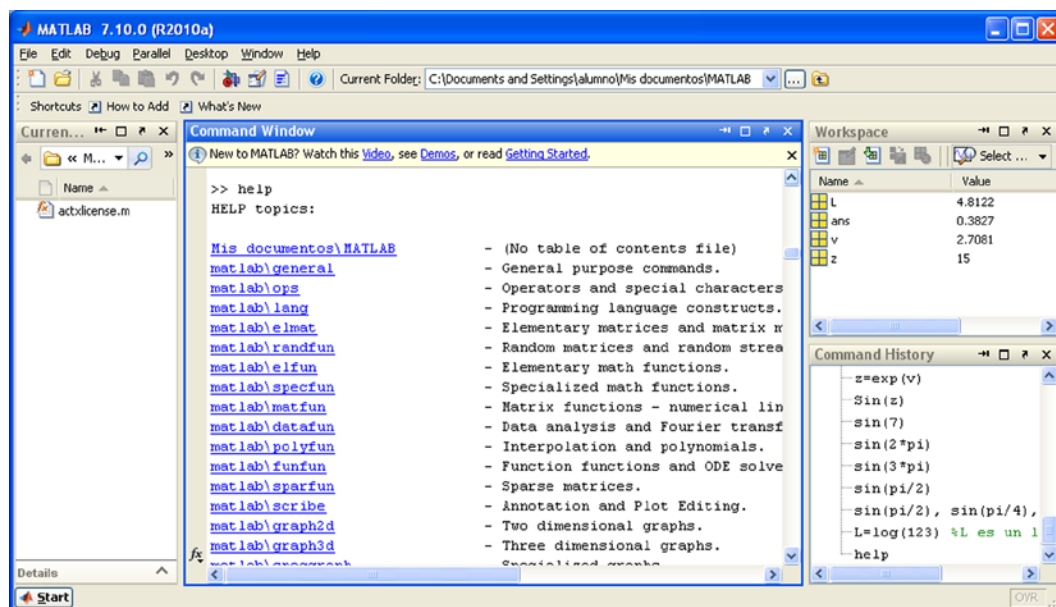 MATLAB 7.10.0 (R2010a)
File Edit Debug Parallel Desktop Window Help
Current Folder: C:\Documents and Settings\alumno\Mis documentos\MATLAB
Shortcuts How to Add What's New
Curren...
« M...
Name
actxlicense.m
Details
Command Window
New to MATLAB? Watch this Video, see Demos, or read Getting Started.
>> help
HELP topics:
Mis documentos\MATLAB - (No table of contents file)
matlab\general - General purpose commands.
matlab\ops - Operators and special characters
matlab\lang - Programming language constructs.
matlab\elmat - Elementary matrices and matrix m
matlab\randfun - Random matrices and random strea
matlab\elfun - Elementary math functions.
matlab\specfun - Specialized math functions.
matlab\matfun - Matrix functions - numerical lin
matlab\datafun - Data analysis and Fourier transf
matlab\polyfun - Interpolation and polynomials.
matlab\funfun - Function functions and ODE solve
matlab\sparfun - Sparse matrices.
matlab\scribe - Annotation and Plot Editing.
matlab\graph2d - Two dimensional graphs.
matlab\graph3d - Three dimensional graphs.
fx
Workspace
Select ...
Name Value
L 4.8122
ans 0.3827
v 2.7081
z 15
Command History
z=exp(v)
Sin(z)
sin(7)
sin(2*pi)
sin(3*pi)
sin(pi/2)
sin(pi/2), sin(pi/4),
L=log(123) %L es un l
help
Start
OVR